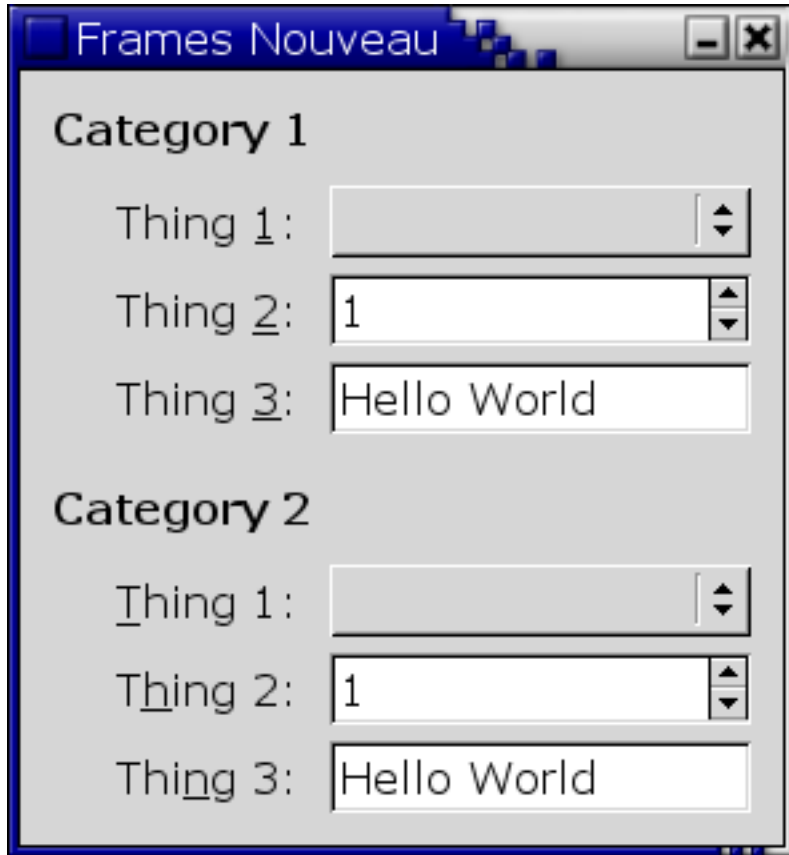 Frames Nouveau
Category 1
Thing 1:
Thing 2: 1
Thing 3: Hello World
Category 2
Thing 1:
Thing 2: 1
Thing 3: Hello World